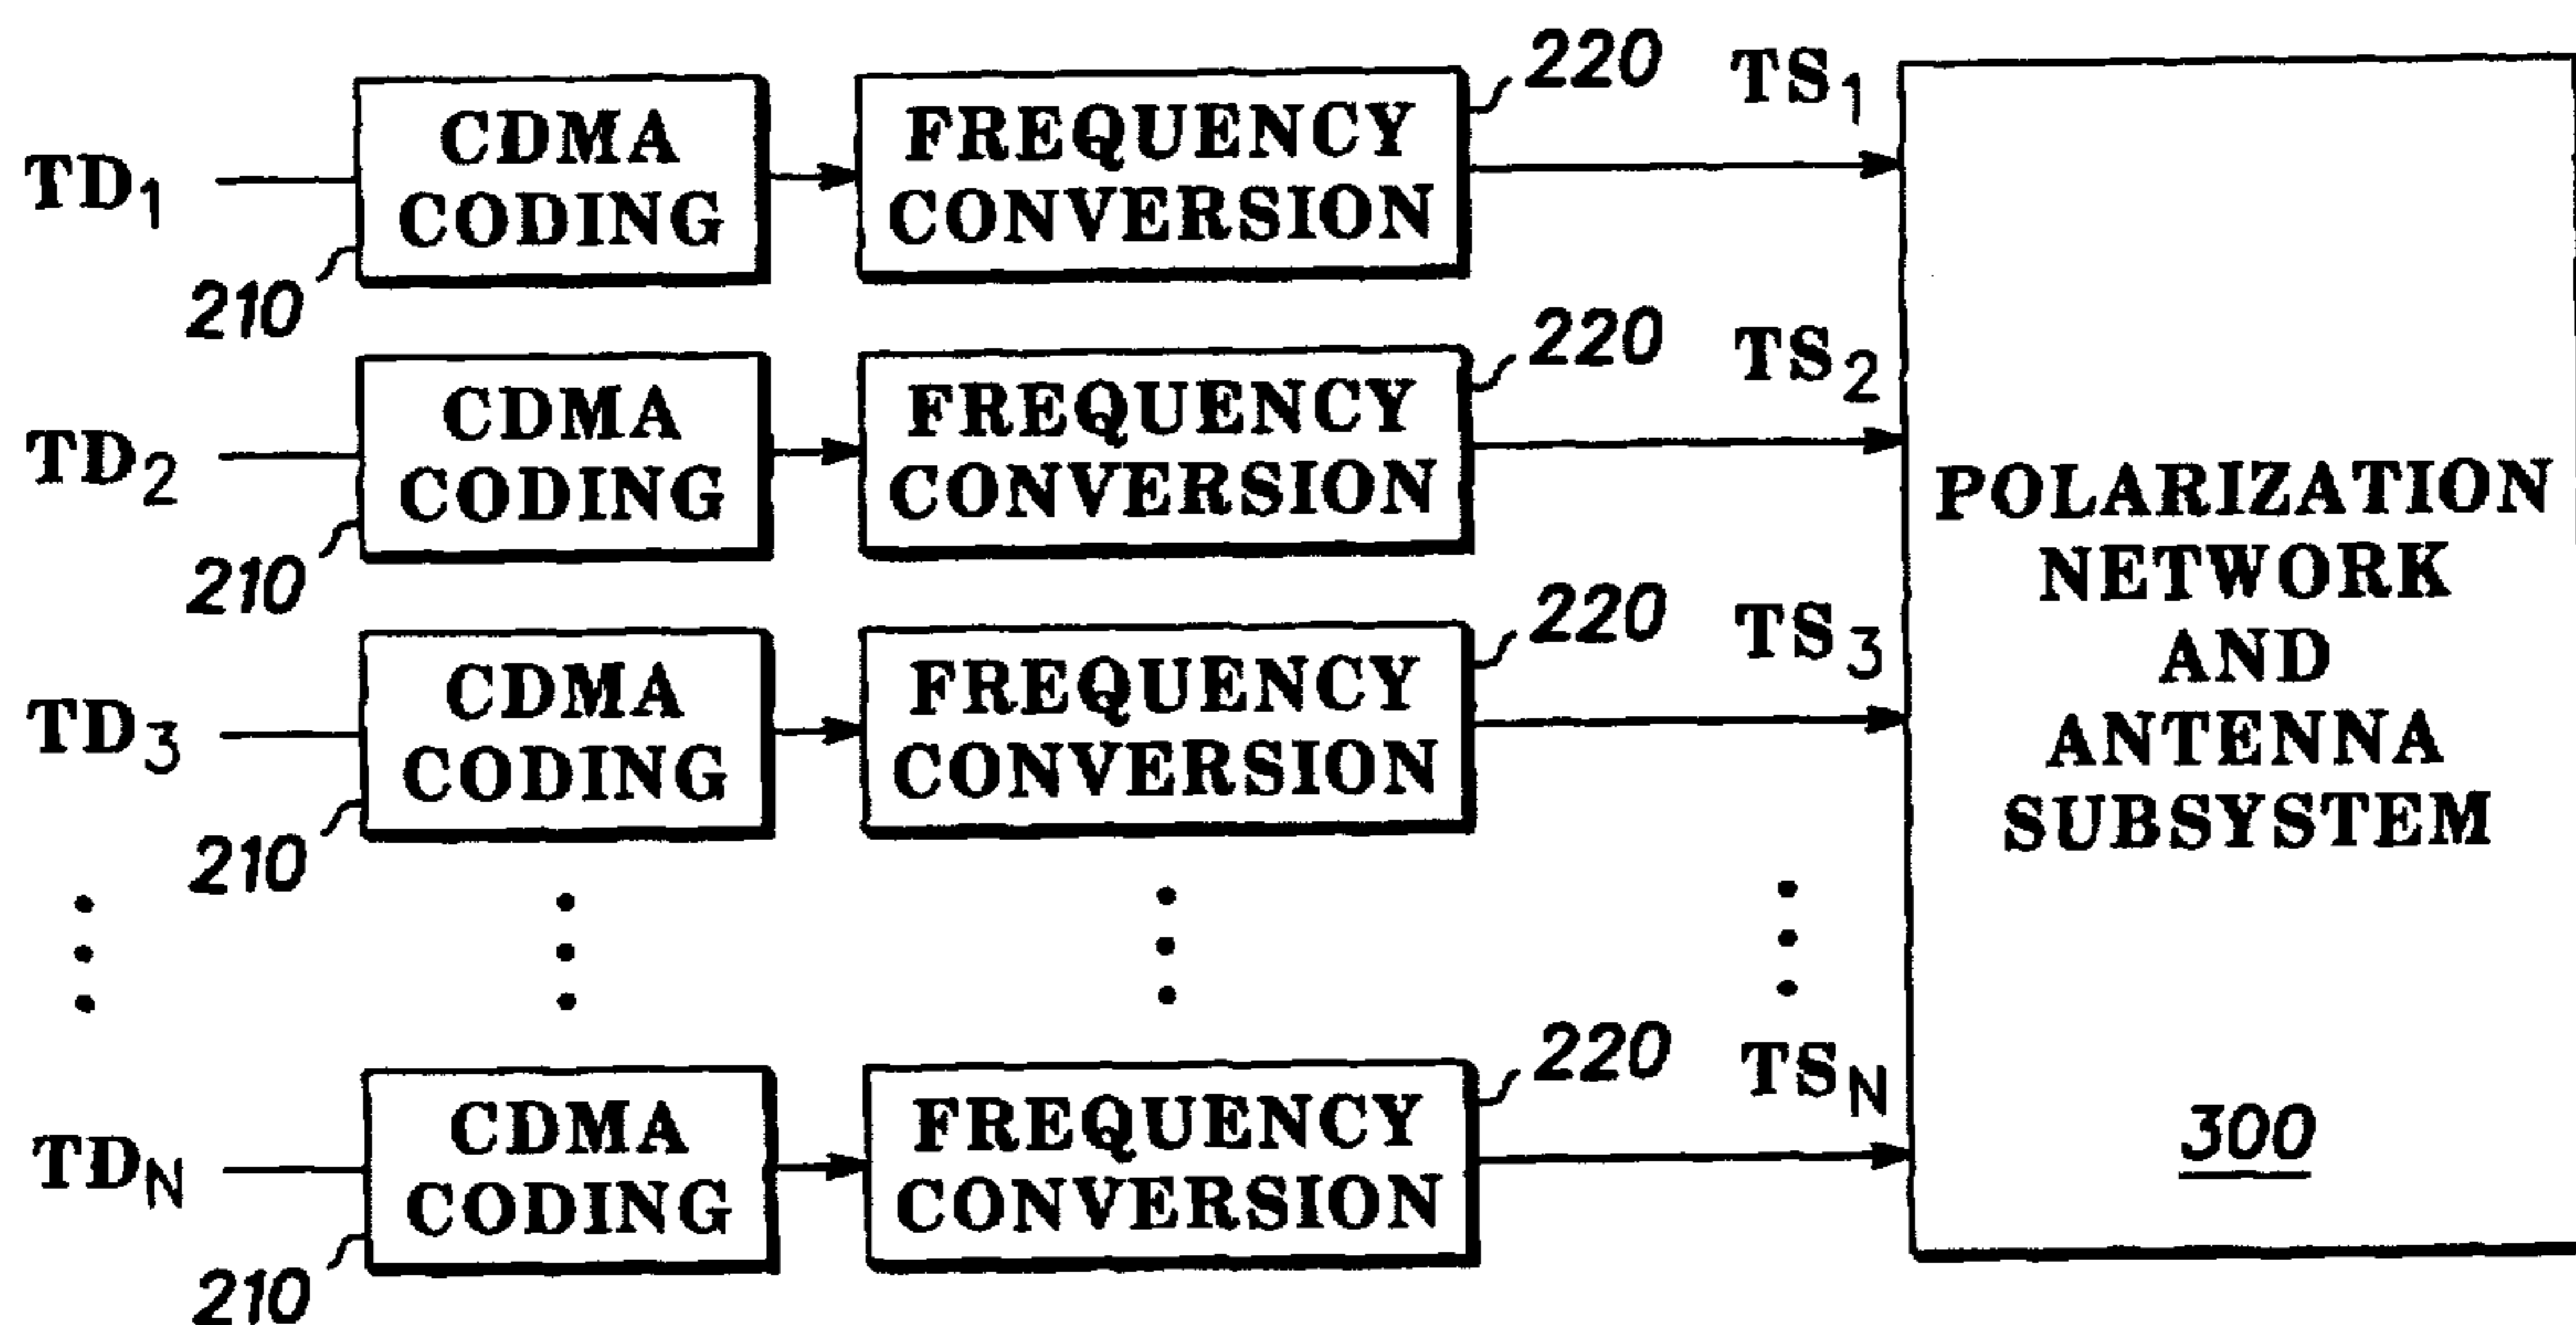 TD1
CDMA
CODING
210
FREQUENCY
CONVERSION
220
TS1
TD2
CDMA
CODING
210
FREQUENCY
CONVERSION
220
TS2
TD3
CDMA
CODING
210
FREQUENCY
CONVERSION
220
TS3
TDN
CDMA
CODING
210
FREQUENCY
CONVERSION
220
TSN
POLARIZATION
NETWORK
AND
ANTENNA
SUBSYSTEM
300